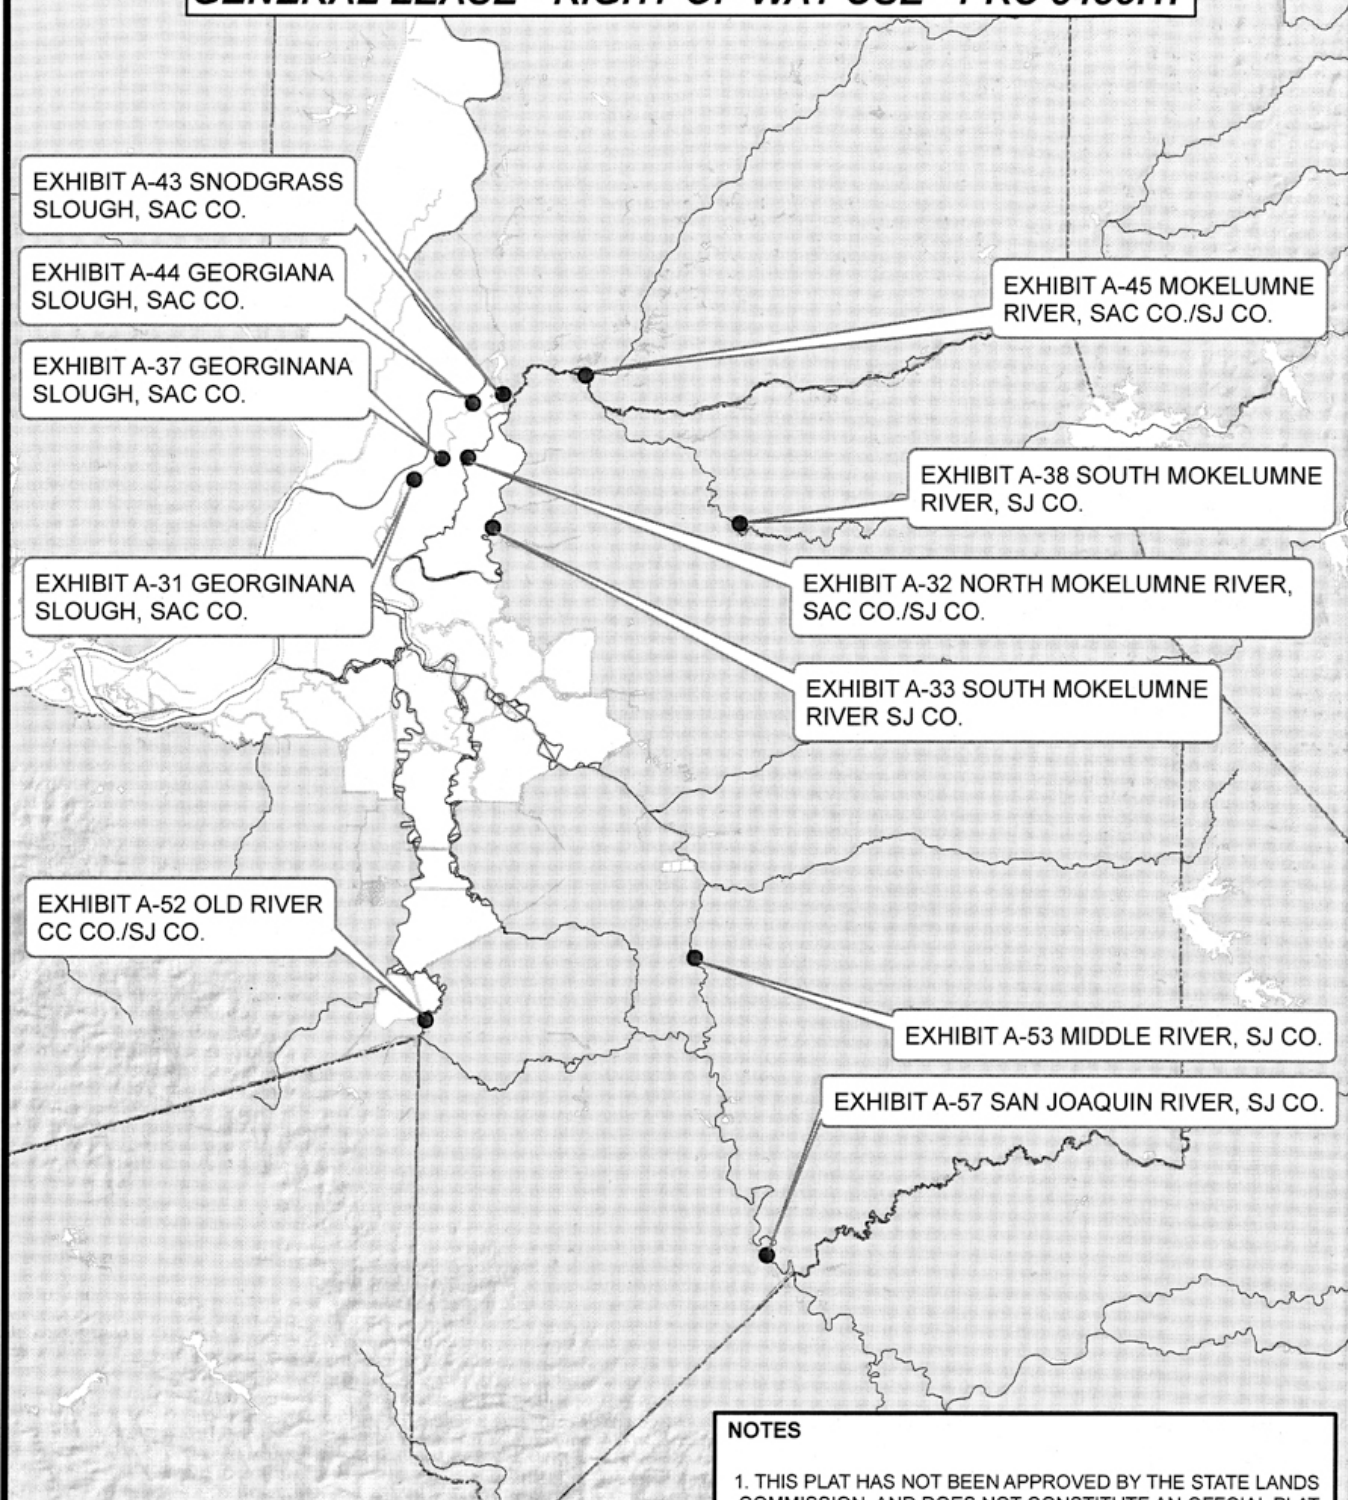 EXHIBIT A-43 SNODGRASS
SLOUGH, SAC CO.
EXHIBIT A-44 GEORGIANA
SLOUGH, SAC CO.
EXHIBIT A-45 MOKELUMNE
RIVER, SAC CO./SJ CO.
EXHIBIT A-37 GEORGINANA
SLOUGH, SAC CO.
EXHIBIT A-38 SOUTH MOKELUMNE
RIVER, SJ CO.
EXHIBIT A-31 GEORGINANA
SLOUGH, SAC CO.
EXHIBIT A-32 NORTH MOKELUMNE RIVER,
SAC CO./SJ CO.
EXHIBIT A-33 SOUTH MOKELUMNE
RIVER SJ CO.
EXHIBIT A-52 OLD RIVER
CC CO./SJ CO.
EXHIBIT A-53 MIDDLE RIVER, SJ CO.
EXHIBIT A-57 SAN JOAQUIN RIVER, SJ CO.
NOTES
1. THIS PLAT HAS NOT BEEN APPROVED BY THE STATE LANDS